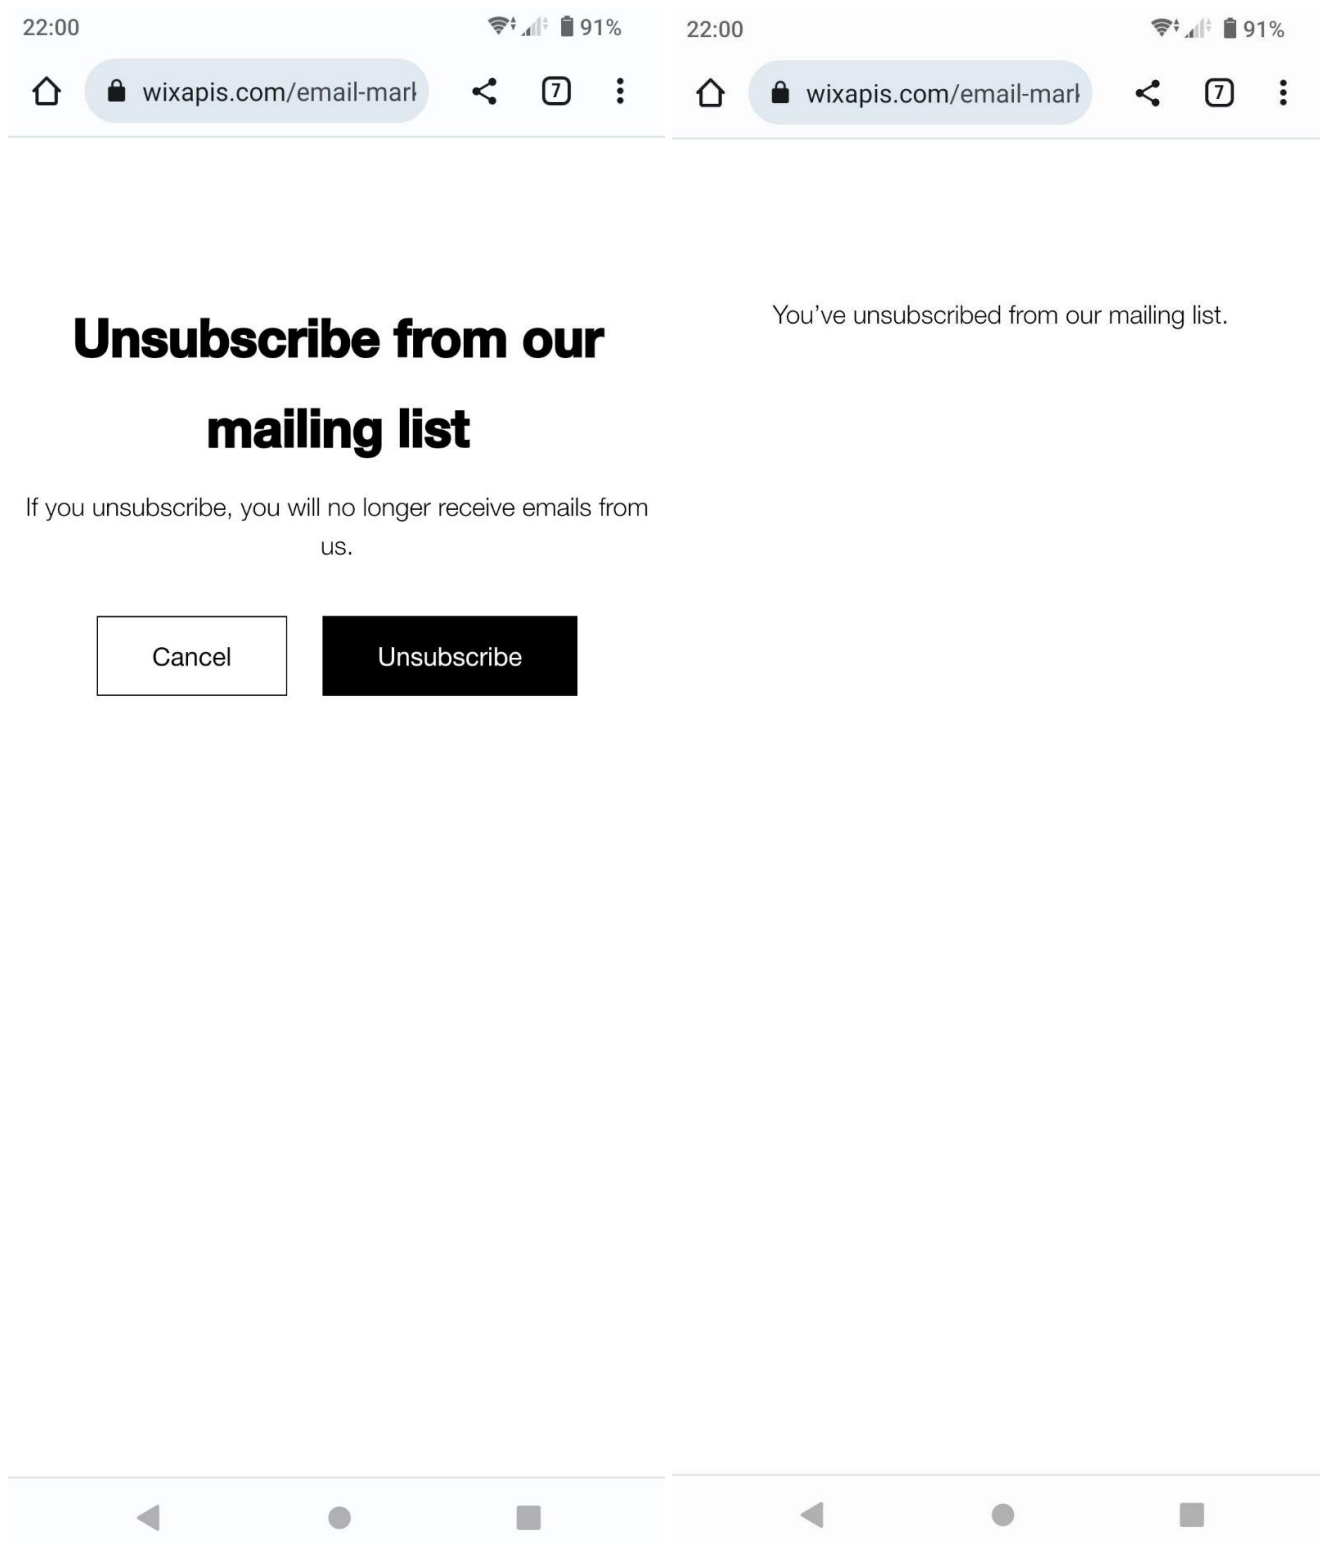 22:00
91%
wixapis.com/email-mark
7
Unsubscribe from our
mailing list
If you unsubscribe, you will no longer receive emails from
us.
Cancel
Unsubscribe
22:00
91%
wixapis.com/email-mark
7
You’ve unsubscribed from our mailing list.